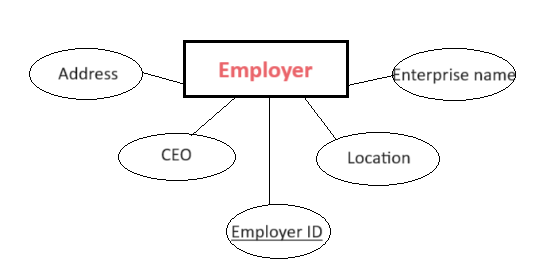 Employer
Address
Enterprise name
CEO
Location
Employer ID